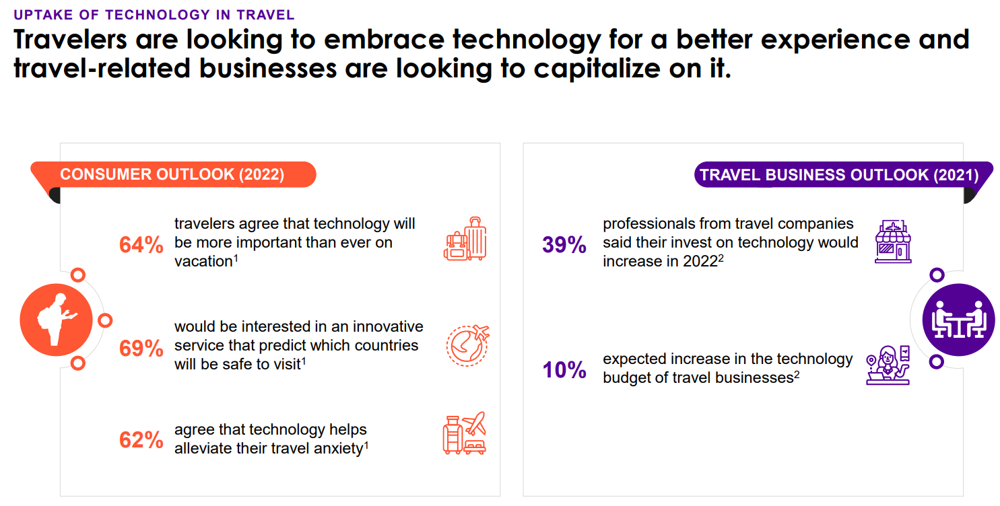 UPTAKE OF TECHNOLOGY IN TRAVEL
Travelers are looking to embrace technology for a better experience and
travel-related businesses are looking to capitalize on it.
CONSUMER OUTLOOK (2022)
64%
travelers agree that technology will
be more important than ever on
vacation¹
69%
would be interested in an innovative
service that predict which countries
will be safe to visit¹
62%
agree that technology helps
alleviate their travel anxiety¹
TRAVEL BUSINESS OUTLOOK (2021)
39%
professionals from travel companies
said their invest on technology would
increase in 2022²
10%
expected increase in the technology
budget of travel businesses²